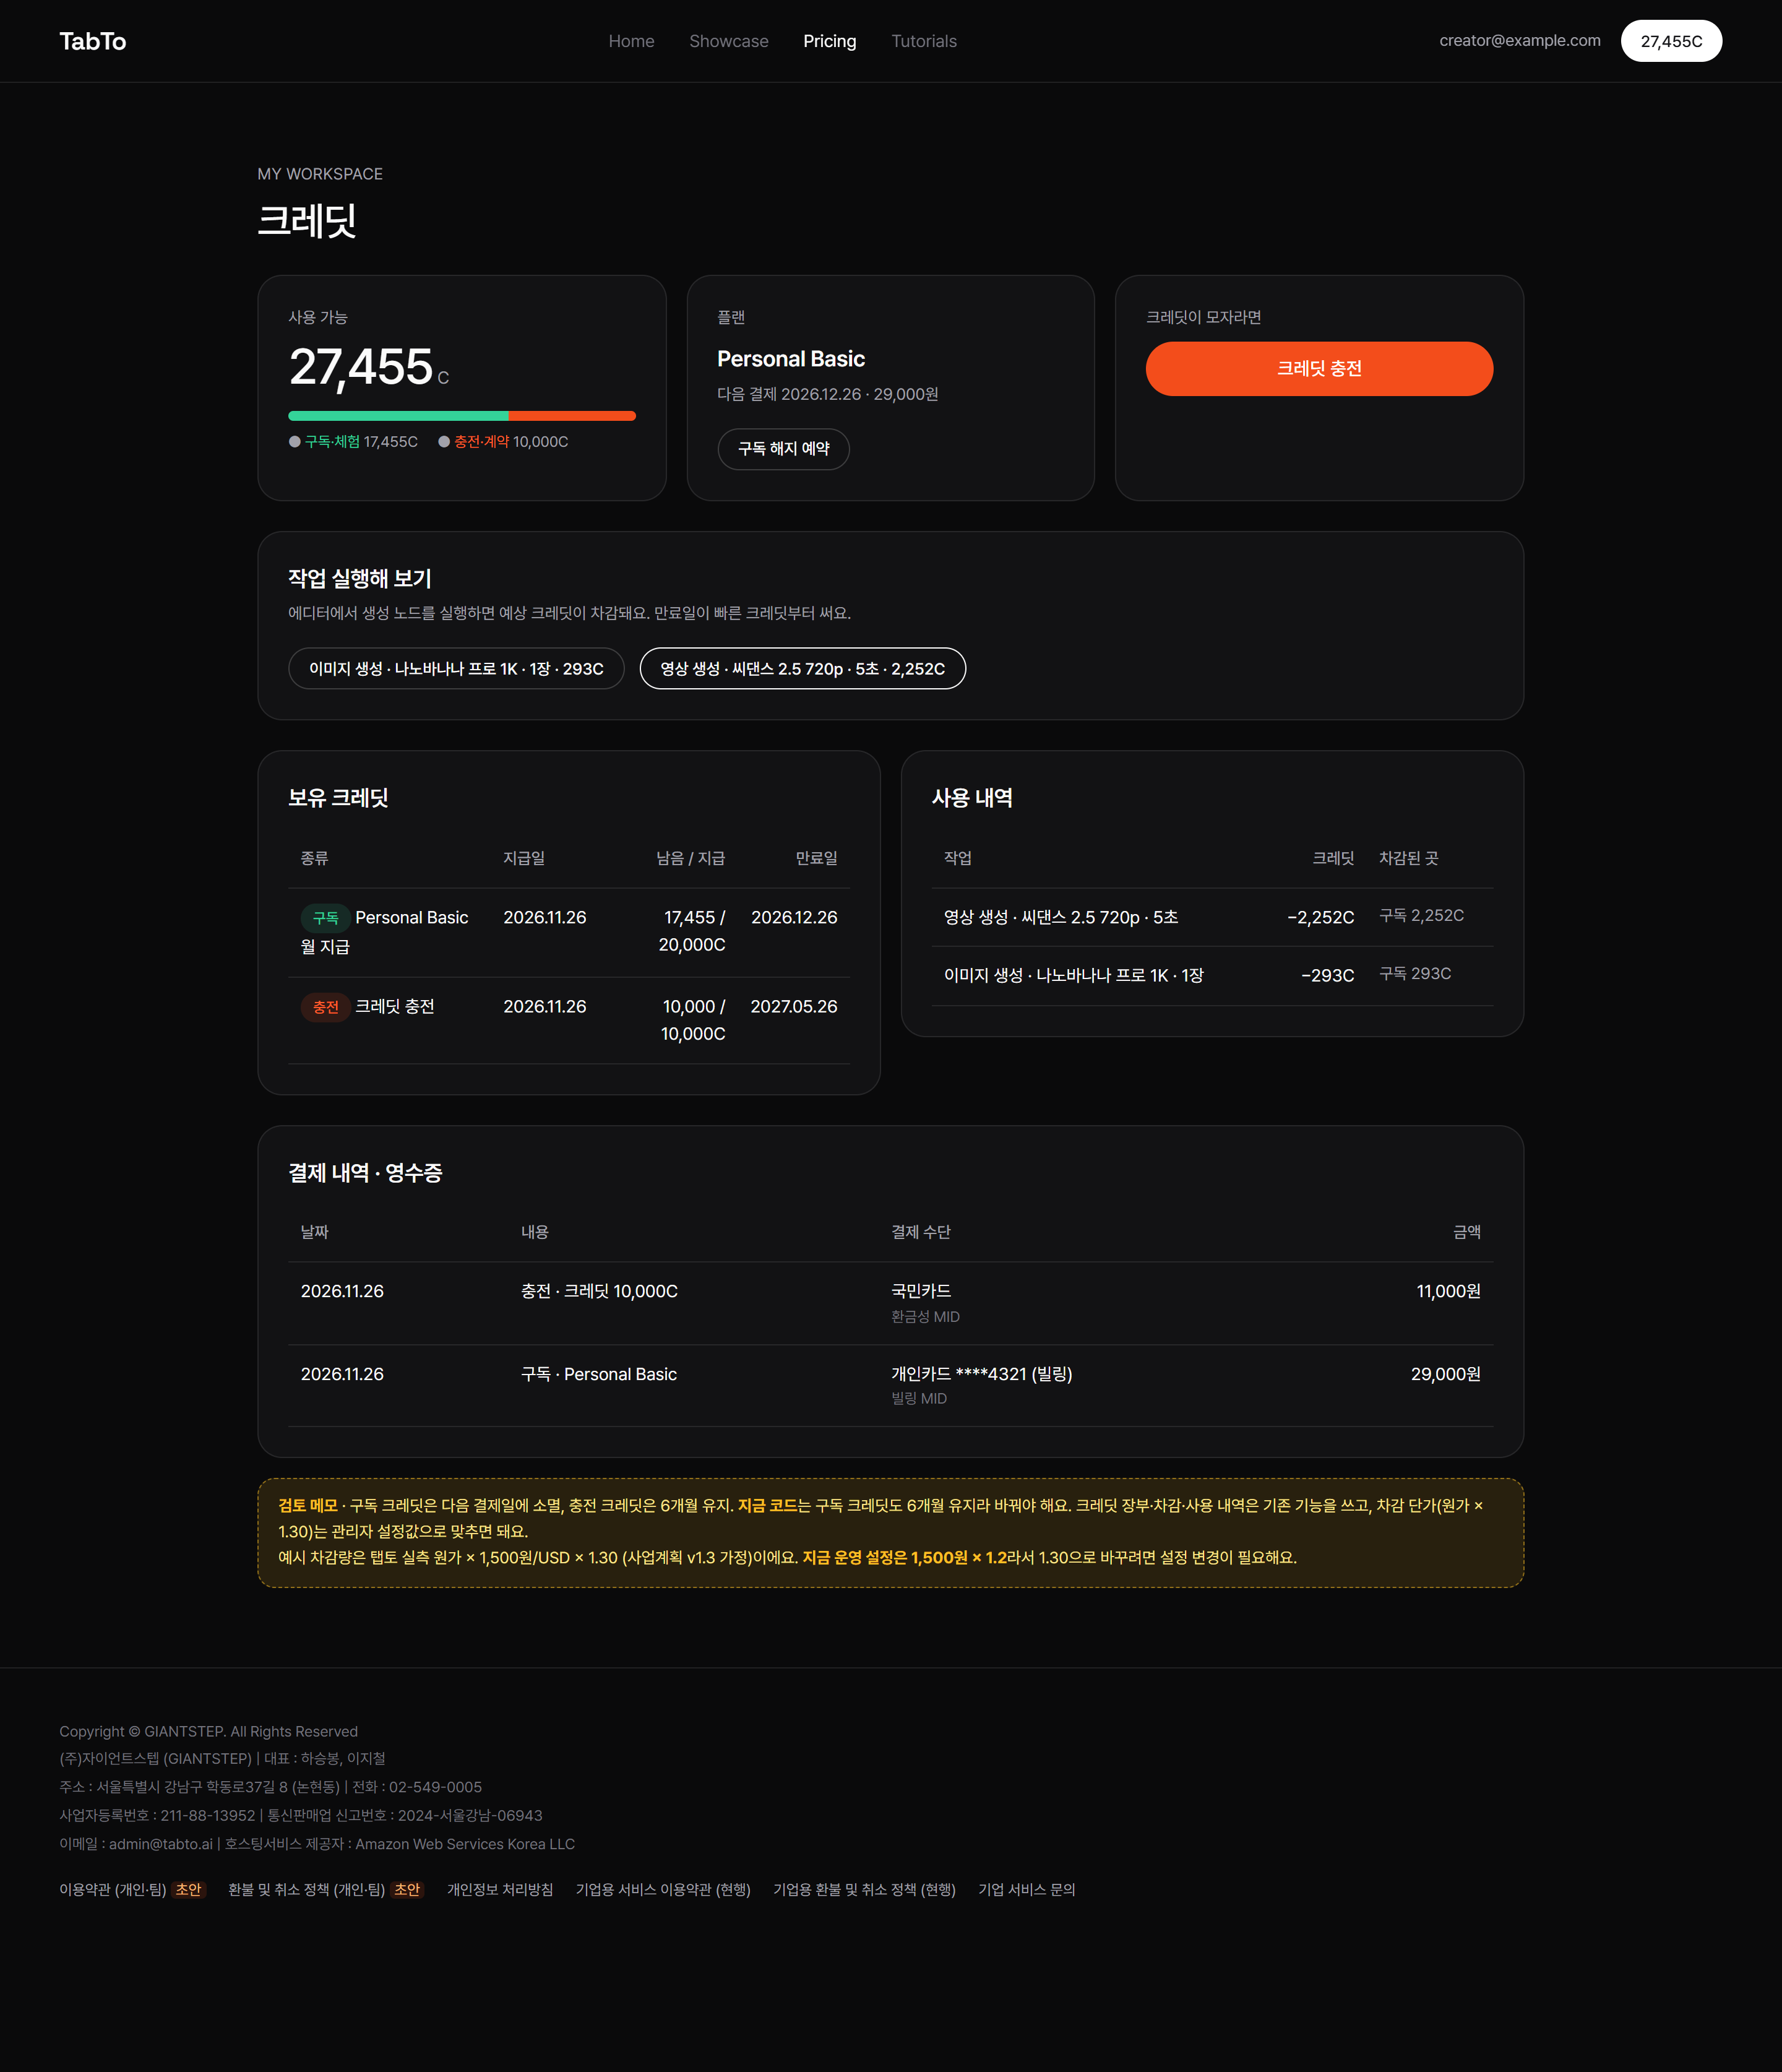 TabTo
Home
Showcase
Pricing
Tutorials
creator@example.com
27,455C
MY WORKSPACE
크레딧
사용 가능
27,455 C
구독·체험 17,455C
충전·계약 10,000C
플랜
Personal Basic
다음 결제 2026.12.26 · 29,000원
구독 해지 예약
크레딧이 모자라면
크레딧 충전
작업 실행해 보기
에디터에서 생성 노드를 실행하면 예상 크레딧이 차감돼요. 만료일이 빠른 크레딧부터 써요.
이미지 생성 · 나노바나나 프로 1K · 1장 · 293C
영상 생성 · 씨댄스 2.5 720p · 5초 · 2,252C
보유 크레딧
종류 지급일 남음 / 지급 만료일
구독 Personal Basic 2026.11.26 17,455 / 2026.12.26
월 지급 20,000C
충전 크레딧 충전 2026.11.26 10,000 / 2027.05.26
10,000C
사용 내역
작업 크레딧 차감된 곳
영상 생성 · 씨댄스 2.5 720p · 5초 −2,252C 구독 2,252C
이미지 생성 · 나노바나나 프로 1K · 1장 −293C 구독 293C
결제 내역 · 영수증
날짜 내용 결제 수단 금액
2026.11.26 충전 · 크레딧 10,000C 국민카드 11,000원
환금성 MID
2026.11.26 구독 · Personal Basic 개인카드 ****4321 (빌링) 29,000원
빌링 MID
검토 메모 · 구독 크레딧은 다음 결제일에 소멸, 충전 크레딧은 6개월 유지. 지금 코드는 구독 크레딧도 6개월 유지라 바꿔야 해요. 크레딧 장부·차감·사용 내역은 기존 기능을 쓰고, 차감 단가(원가 ×
1.30)는 관리자 설정값으로 맞추면 돼요.
예시 차감량은 탭토 실측 원가 × 1,500원/USD × 1.30 (사업계획 v1.3 가정)이에요. 지금 운영 설정은 1,500원 × 1.2라서 1.30으로 바꾸려면 설정 변경이 필요해요.
Copyright © GIANTSTEP. All Rights Reserved
(주)자이언트스텝 (GIANTSTEP) | 대표 : 하승봉, 이지철
주소 : 서울특별시 강남구 학동로37길 8 (논현동) | 전화 : 02-549-0005
사업자등록번호 : 211-88-13952 | 통신판매업 신고번호 : 2024-서울강남-06943
이메일 : admin@tabto.ai | 호스팅서비스 제공자 : Amazon Web Services Korea LLC
이용약관 (개인·팀) 초안 환불 및 취소 정책 (개인·팀) 초안 개인정보 처리방침 기업용 서비스 이용약관 (현행) 기업용 환불 및 취소 정책 (현행) 기업 서비스 문의